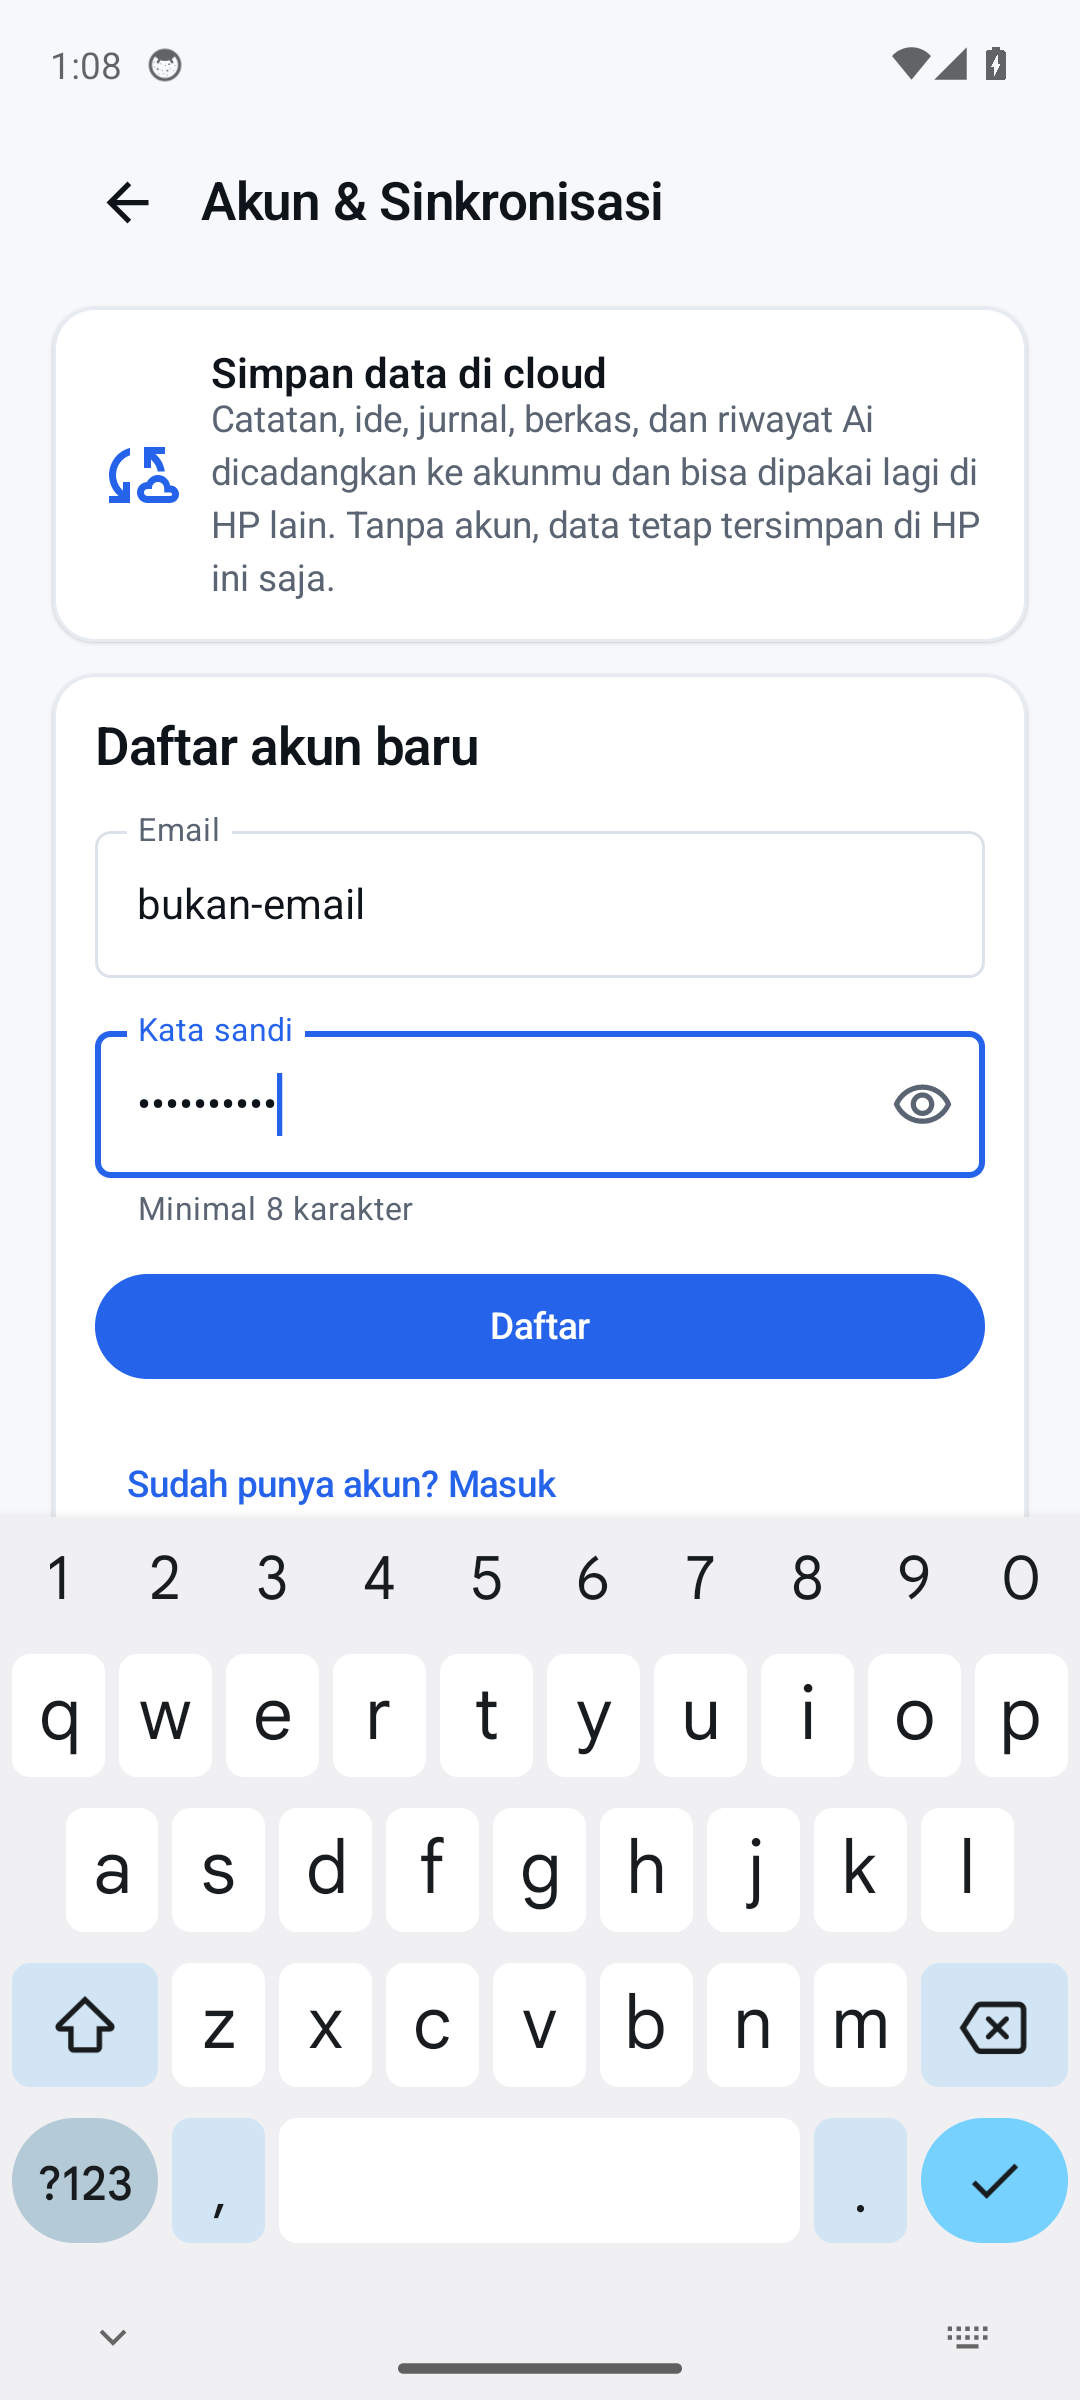 1:08
Akun & Sinkronisasi
Simpan data di cloud
Catatan, ide, jurnal, berkas, dan riwayat Ai
dicadangkan ke akunmu dan bisa dipakai lagi di
HP lain. Tanpa akun, data tetap tersimpan di HP
ini saja.
Daftar akun baru
Email
bukan-email
Kata sandi
••••••••••
Minimal 8 karakter
Daftar
Sudah punya akun? Masuk
1 2 3 4 5 6 7 8 9 0
q w e r t y u i o p
a s d f g h j k l
z x c v b n m
?123 , .